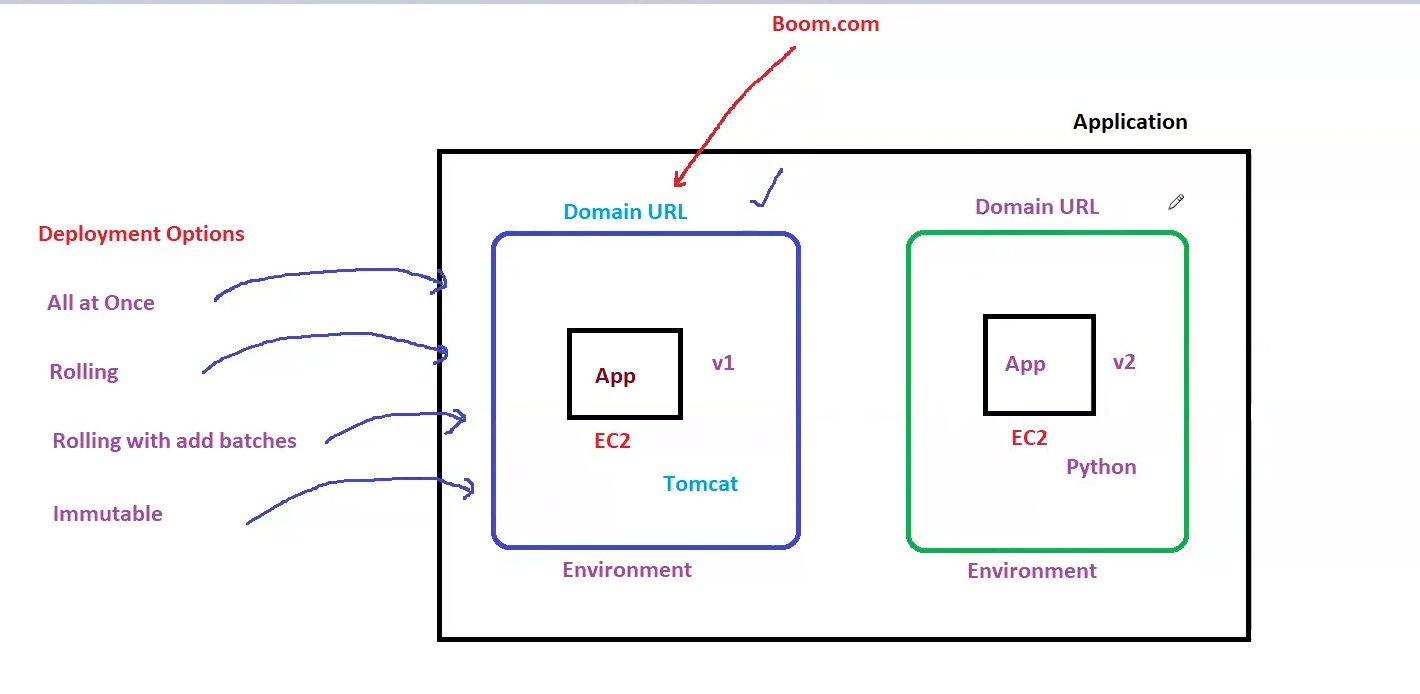 Boom.com
Application
Deployment Options
All at Once
Rolling
Rolling with add batches
Immutable
Domain URL
App
v1
EC2
Tomcat
Environment
Domain URL
App
v2
EC2
Python
Environment